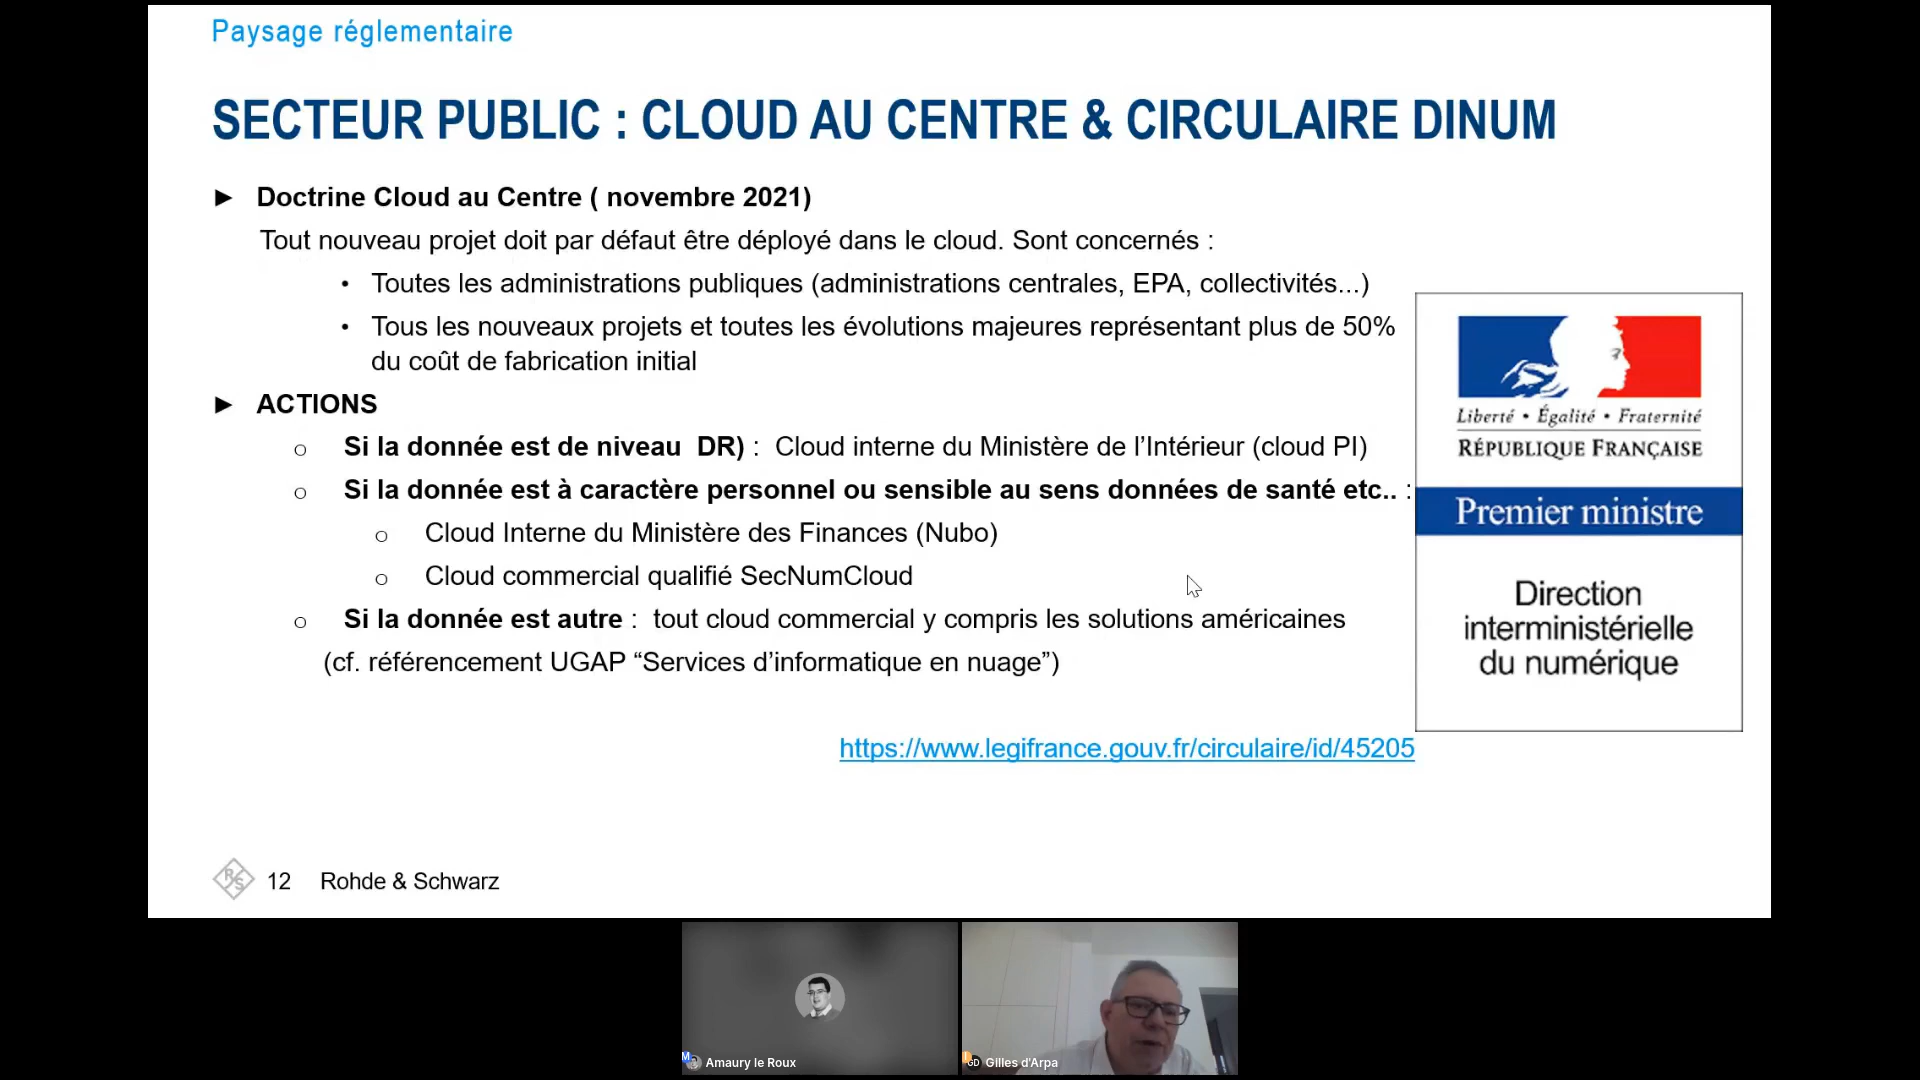 Paysage réglementaire
SECTEUR PUBLIC : CLOUD AU CENTRE & CIRCULAIRE DINUM
► Doctrine Cloud au Centre ( novembre 2021)
Tout nouveau projet doit par défaut être déployé dans le cloud. Sont concernés :
• Toutes les administrations publiques (administrations centrales, EPA, collectivités...)
• Tous les nouveaux projets et toutes les évolutions majeures représentant plus de 50%
du coût de fabrication initial
► ACTIONS
o Si la donnée est de niveau  DR) :  Cloud interne du Ministère de l’Intérieur (cloud PI)
o Si la donnée est à caractère personnel ou sensible au sens données de santé etc.. :
o Cloud Interne du Ministère des Finances (Nubo)
o Cloud commercial qualifié SecNumCloud
o Si la donnée est autre :  tout cloud commercial y compris les solutions américaines
(cf. référencement UGAP “Services d’informatique en nuage”)
https://www.legifrance.gouv.fr/circulaire/id/45205
Liberté • Égalité • Fraternité
RÉPUBLIQUE FRANÇAISE
Premier ministre
Direction
interministérielle
du numérique
RS
12 Rohde & Schwarz
M Amaury le Roux
GD Gilles d'Arpa